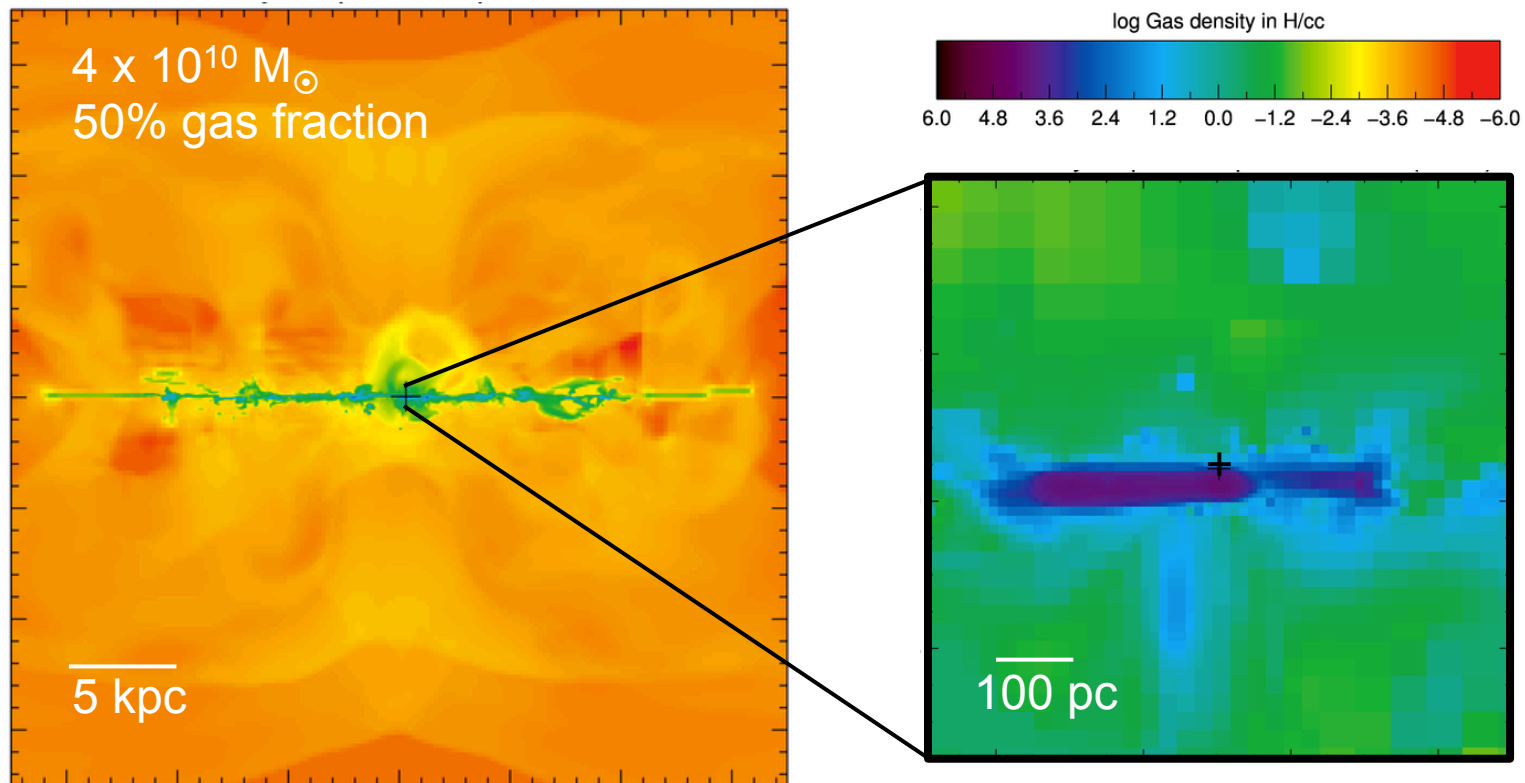 4 x 10¹⁰ M☉
50% gas fraction
5 kpc
log Gas density in H/cc
6.0 4.8 3.6 2.4 1.2 0.0 −1.2 −2.4 −3.6 −4.8 −6.0
100 pc